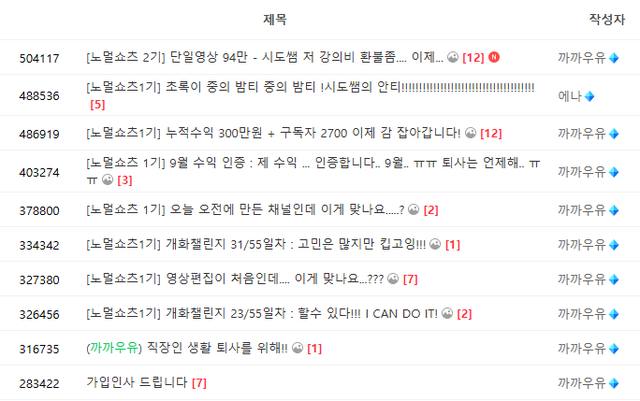 제목 작성자
504117 [노멀쇼츠 2기] 단일영상 94만 - 시도쌤 저 강의비 환불좀.... 이제... [12] N 까까우유
488536 [노멀쇼츠1기] 초록이 중의 밤티 중의 밤티 !시도쌤의 안티!!!!!!!!!!!!!!!!!!!!!!!!!!!!!!!!!!!!!!
[5] 에나
486919 [노멀쇼츠1기] 누적수익 300만원 + 구독자 2700 이제 감 잡아갑니다! [12] 까까우유
403274 [노멀쇼츠 1기] 9월 수익 인증 : 제 수익 ... 인증합니다.. 9월.. ㅠㅠ 퇴사는 언제해.. ㅠ
ㅠ [3] 까까우유
378800 [노멀쇼츠 1기] 오늘 오전에 만든 채널인데 이게 맞나요.....? [2] 까까우유
334342 [노멀쇼츠1기] 개화챌린지 31/55일자 : 고민은 많지만 킵고잉!!! [1] 까까우유
327380 [노멀쇼츠1기] 영상편집이 처음인데.... 이게 맞나요...??? [7] 까까우유
326456 [노멀쇼츠1기] 개화챌린지 23/55일자 : 할수 있다!!! I CAN DO IT! [2] 까까우유
316735 (까까우유) 직장인 생활 퇴사를 위해!! [1] 까까우유
283422 가입인사 드립니다 [7] 까까우유